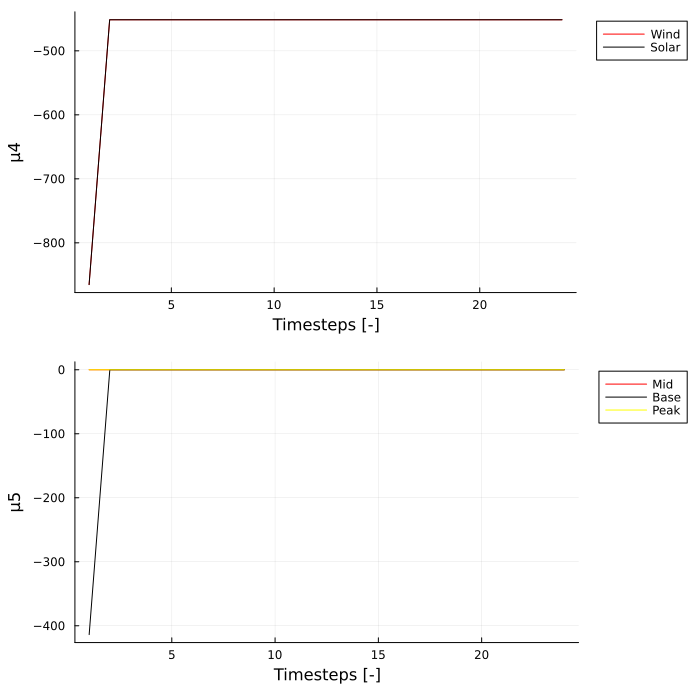 −500
−600
−700
−800
μ4
5 10 15 20
Timesteps [-]
Wind
Solar
0
−100
−200
−300
−400
μ5
5 10 15 20
Timesteps [-]
Mid
Base
Peak